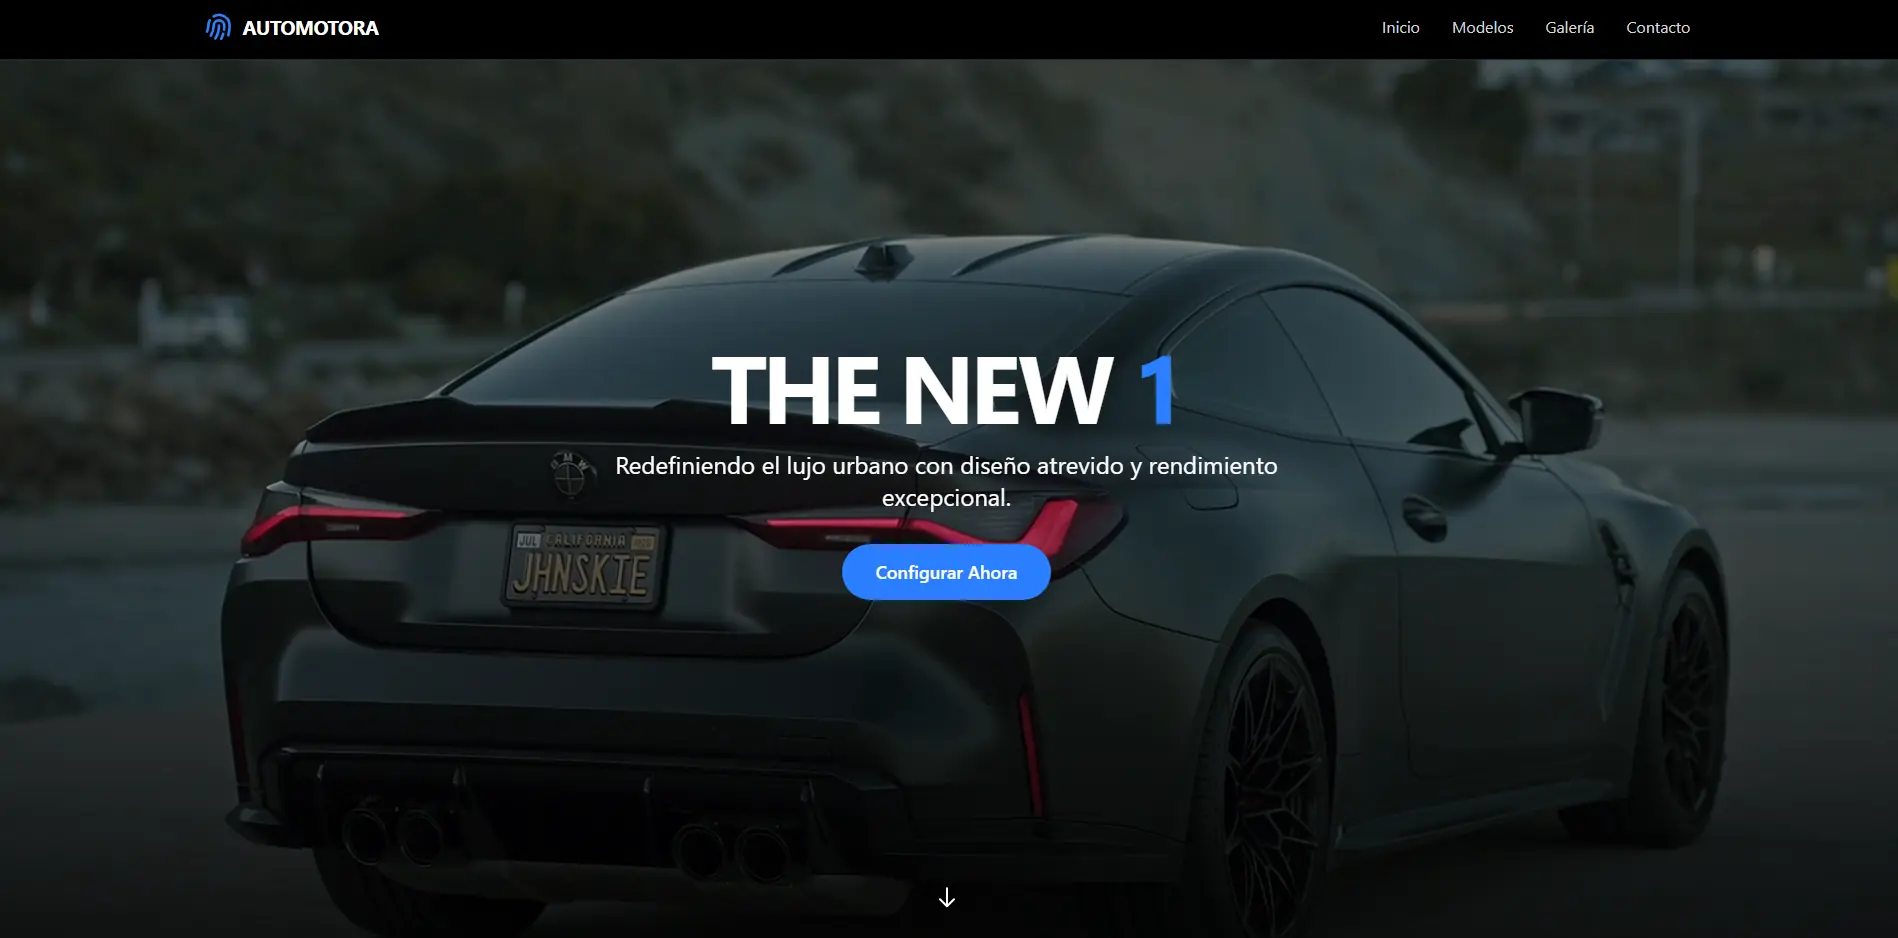 AUTOMOTORA
Inicio
Modelos
Galería
Contacto
THE NEW 1
Redefiniendo el lujo urbano con diseño atrevido y rendimiento
excepcional.
BMW
JUL CALIFORNIA
JHNSKIE
Configurar Ahora